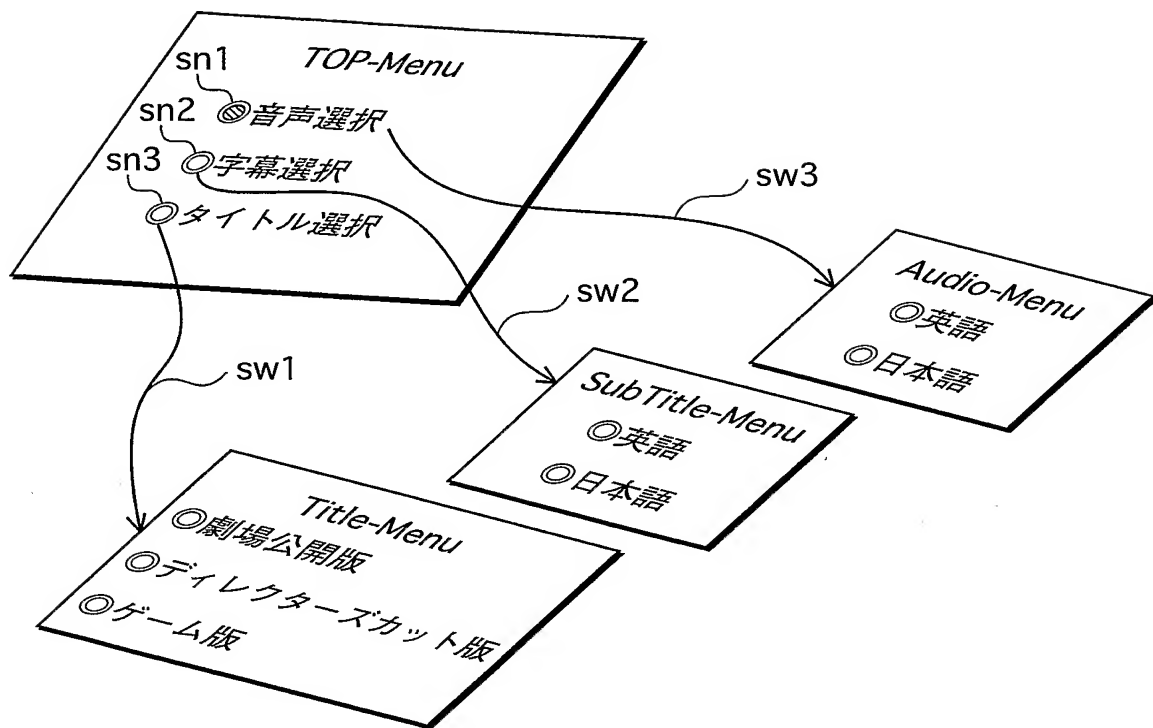 TOP-Menu
sn1
音声選択
sn2
字幕選択
sn3
タイトル選択
sw3
sw2
sw1
Audio-Menu
英語
日本語
SubTitle-Menu
英語
日本語
Title-Menu
劇場公開版
ディレクターズカット版
ゲーム版